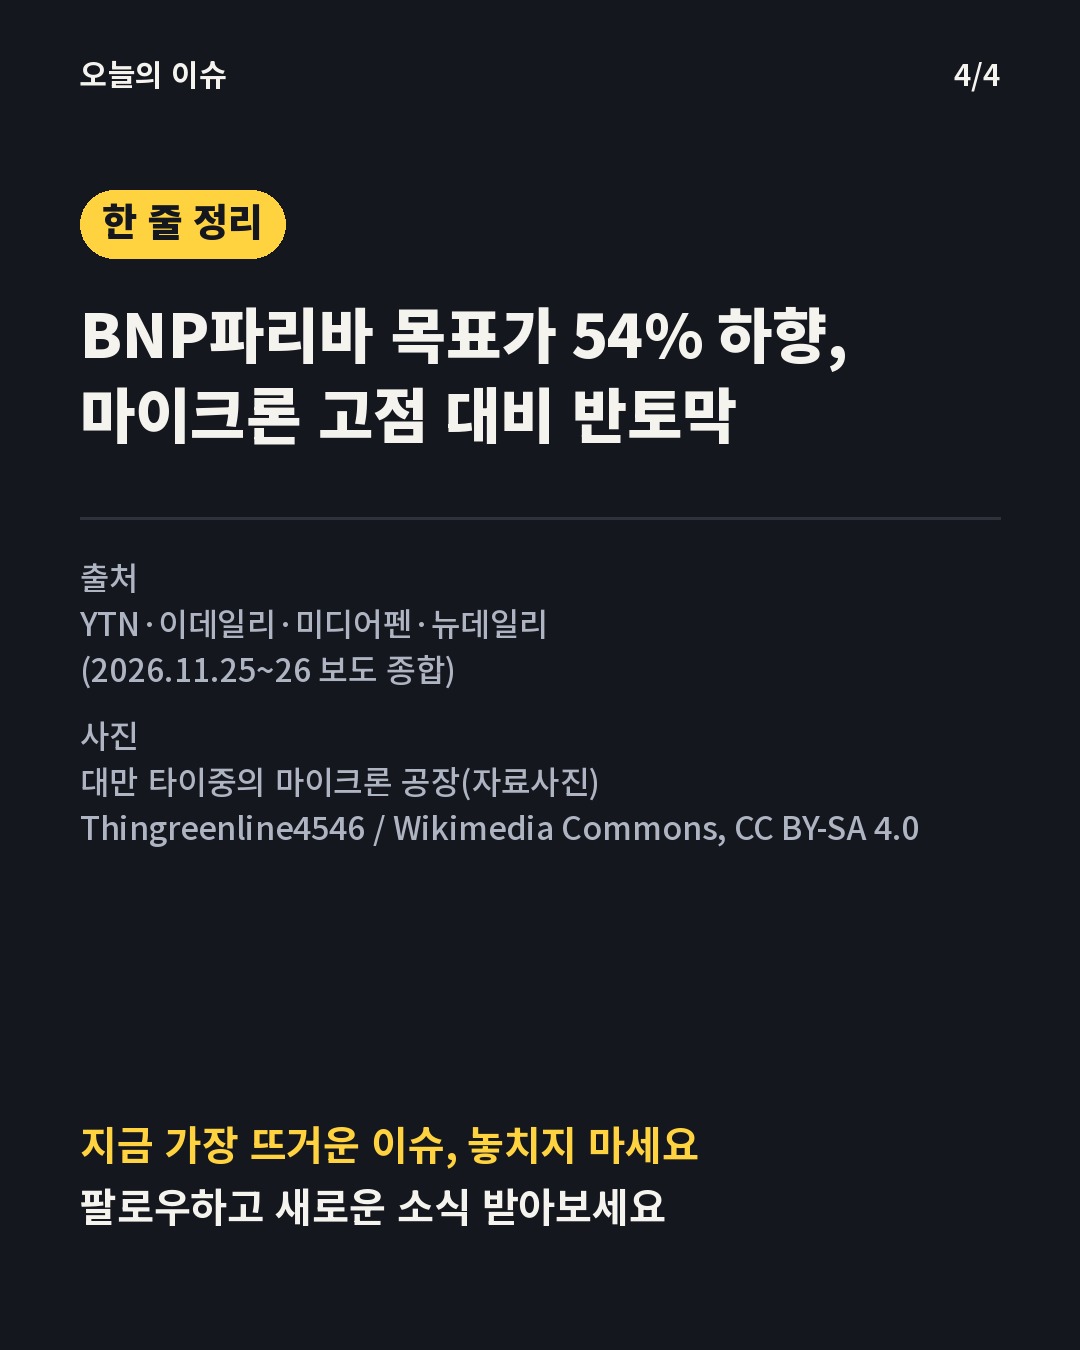 오늘의 이슈
4/4
한 줄 정리
BNP파리바 목표가 54% 하향,
마이크론 고점 대비 반토막
출처
YTN·이데일리·미디어펜·뉴데일리
(2026.11.25~26 보도 종합)
사진
대만 타이중의 마이크론 공장(자료사진)
Thingreenline4546 / Wikimedia Commons, CC BY-SA 4.0
지금 가장 뜨거운 이슈, 놓치지 마세요
팔로우하고 새로운 소식 받아보세요